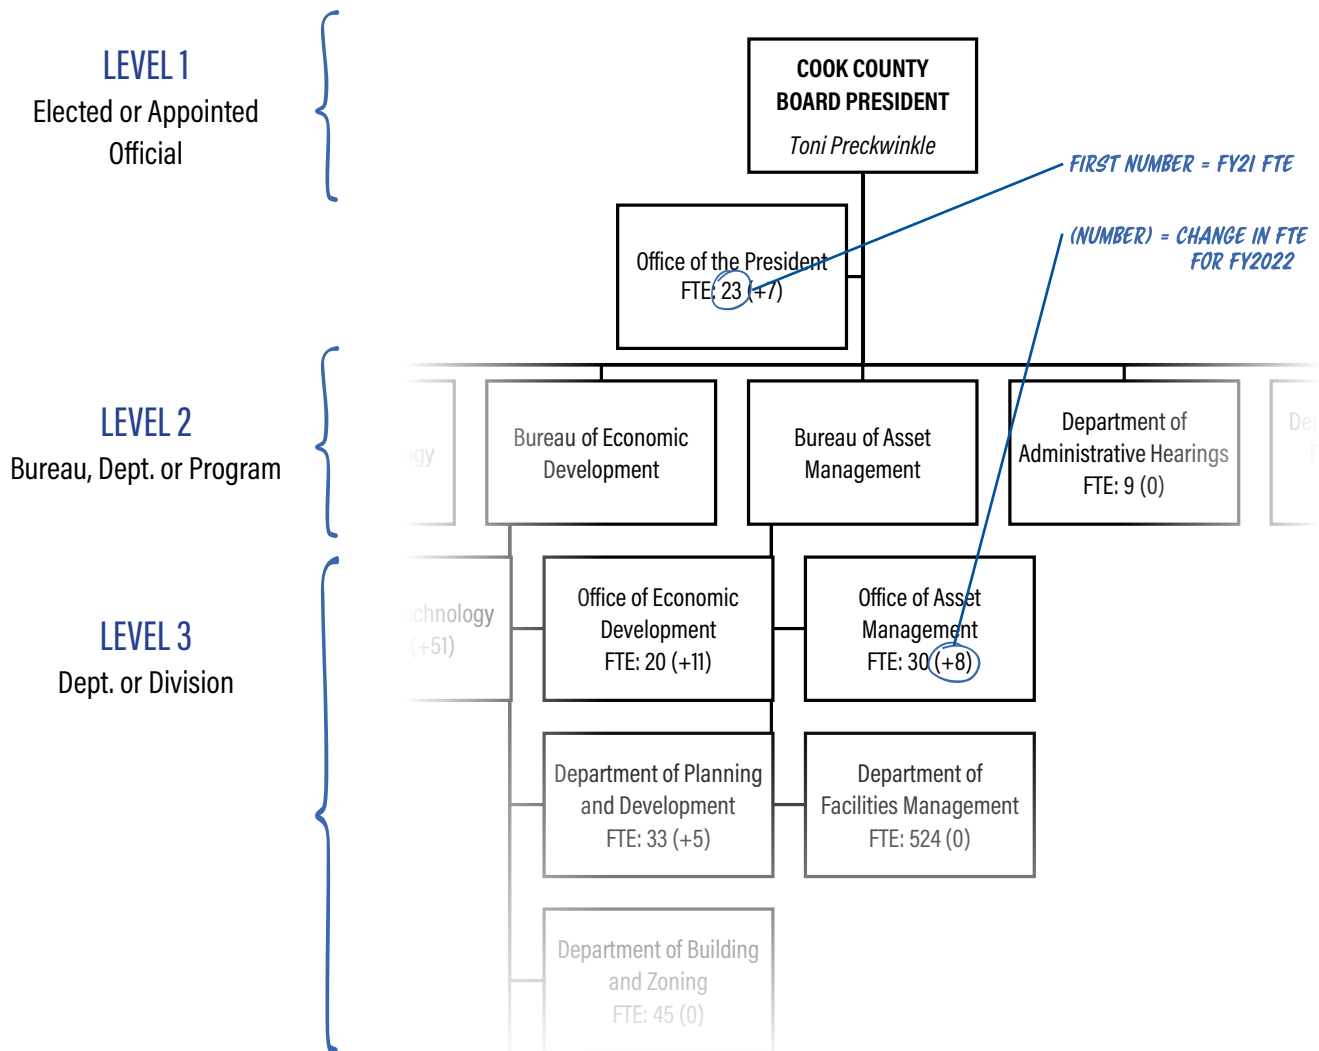 LEVEL 1
Elected or Appointed
Official
COOK COUNTY
BOARD PRESIDENT
Toni Preckwinkle
FIRST NUMBER = FY21 FTE
(NUMBER) = CHANGE IN FTE
FOR FY2022
Office of the President
FTE: 23 (+7)
LEVEL 2
Bureau, Dept. or Program
gy
Bureau of Economic
Development
Bureau of Asset
Management
Department of
Administrative Hearings
FTE: 9 (0)
Dep
LEVEL 3
Dept. or Division
echnology
(+51)
Office of Economic
Development
FTE: 20 (+11)
Office of Asset
Management
FTE: 30 (+8)
Department of Planning
and Development
FTE: 33 (+5)
Department of
Facilities Management
FTE: 524 (0)
Department of Building
and Zoning
FTE: 45 (0)